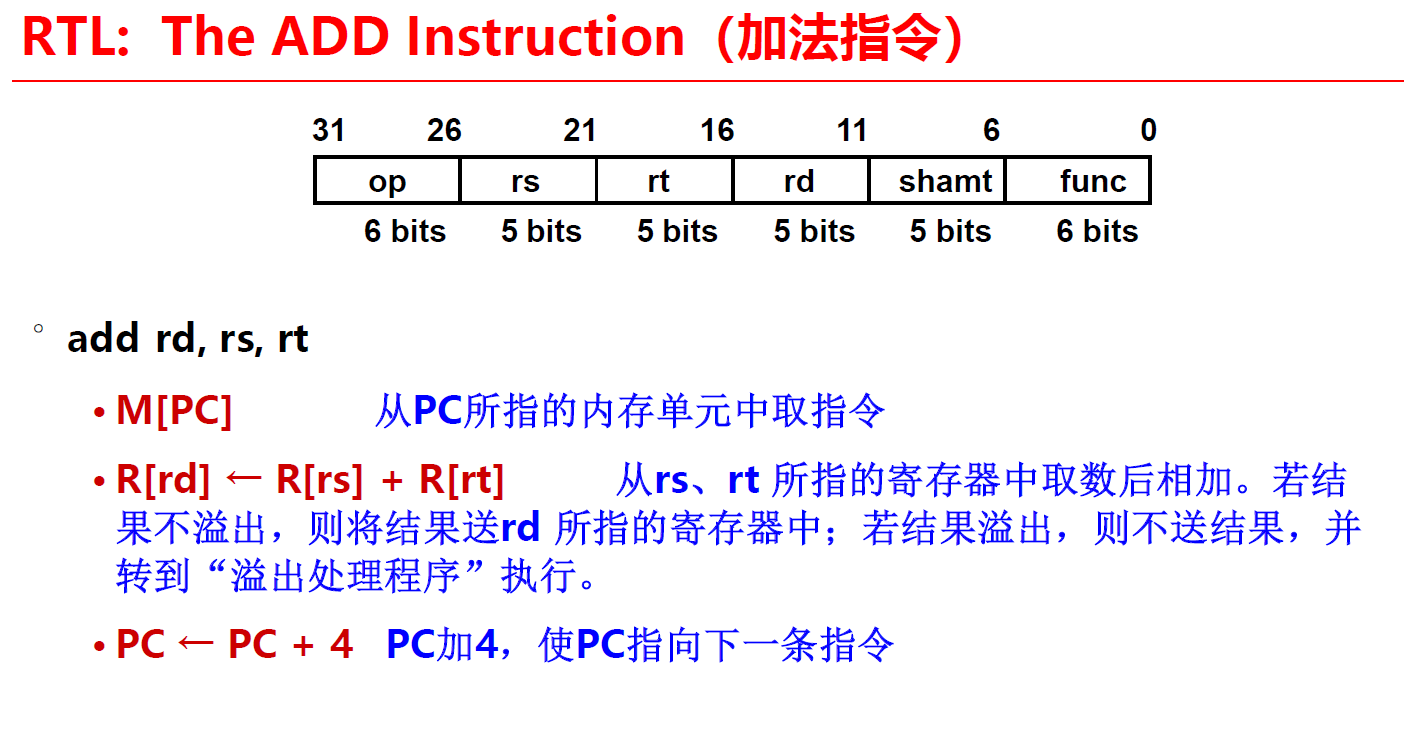 RTL: The ADD Instruction（加法指令）
31 26 21 16 11 6 0
op rs rt rd shamt func
6 bits 5 bits 5 bits 5 bits 5 bits 6 bits
° add rd, rs, rt
• M[PC] 从PC所指的内存单元中取指令
• R[rd] ← R[rs] + R[rt] 从rs、rt 所指的寄存器中取数后相加。若结
果不溢出，则将结果送rd 所指的寄存器中；若结果溢出，则不送结果，并
转到“溢出处理程序”执行。
• PC ← PC + 4 PC加4，使PC指向下一条指令